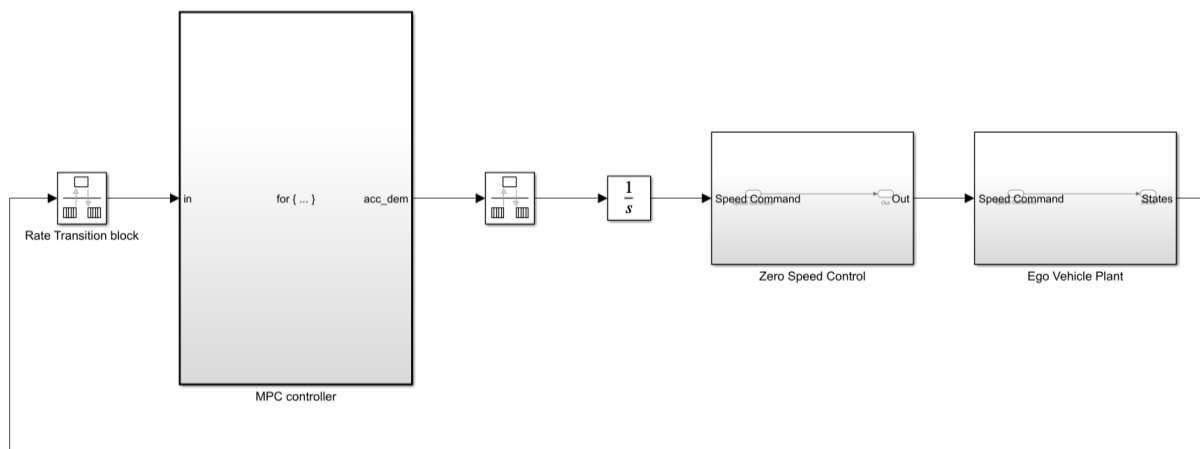 Rate Transition block
in
for { ... }
acc_dem
MPC controller
1
s
Speed Command
Out
Out
Zero Speed Control
Speed Command
States
Ego Vehicle Plant